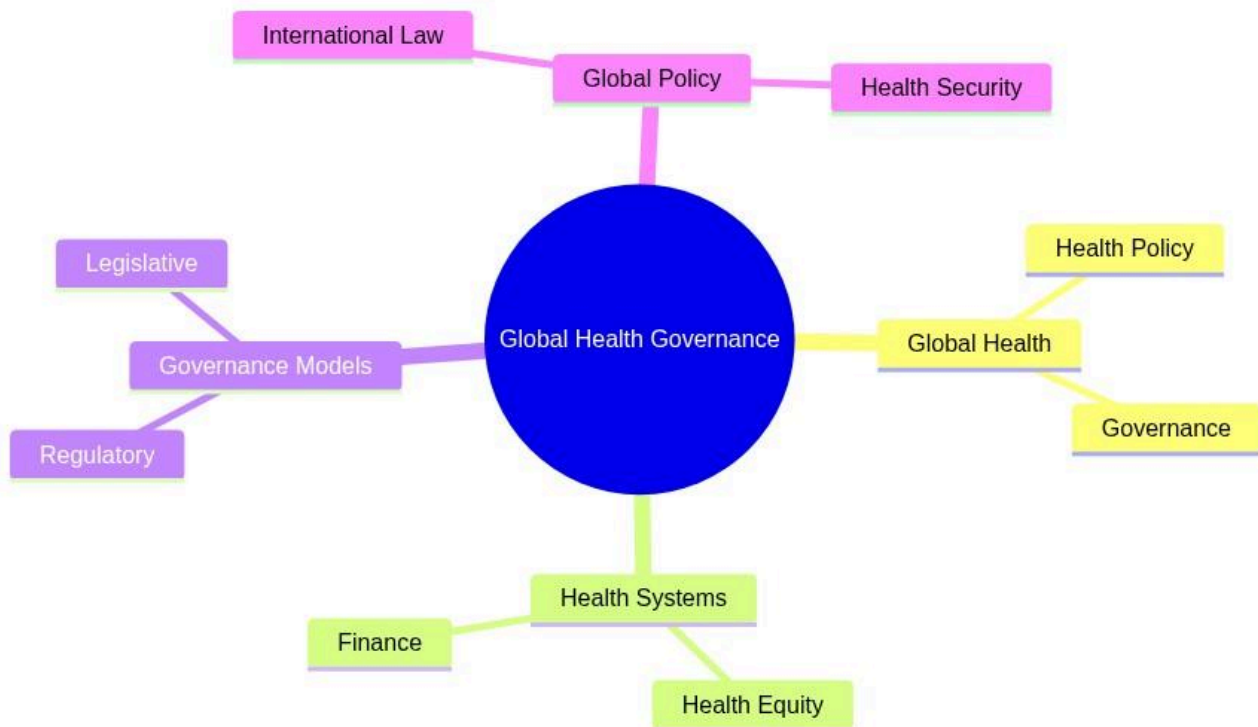 International Law
Global Policy
Health Security
Legislative
Governance Models
Regulatory
Global Health Governance
Health Policy
Global Health
Governance
Health Systems
Finance
Health Equity